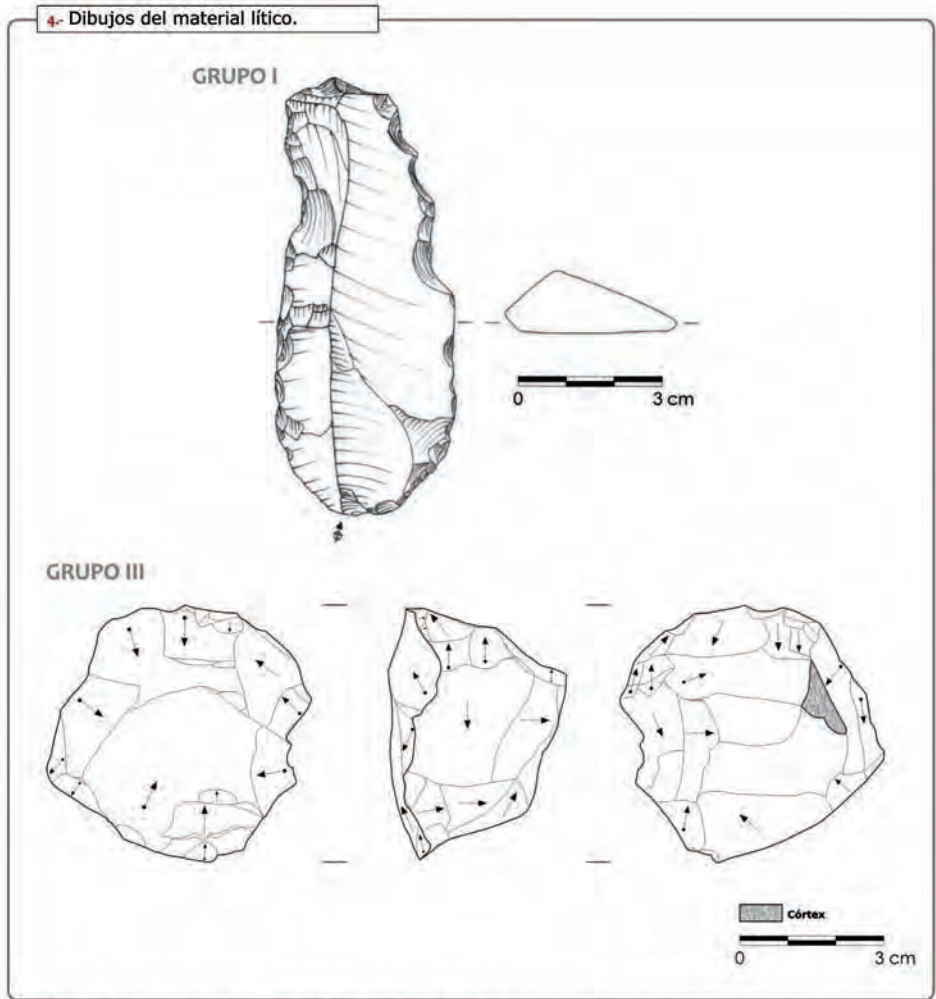 4.- Dibujos del material lítico.
GRUPO I
0 3 cm
GRUPO III
Córtex
0 3 cm